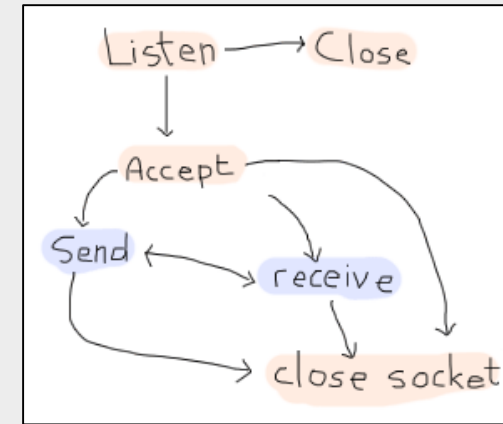 Listen Close
Accept
Send
receive
close socket